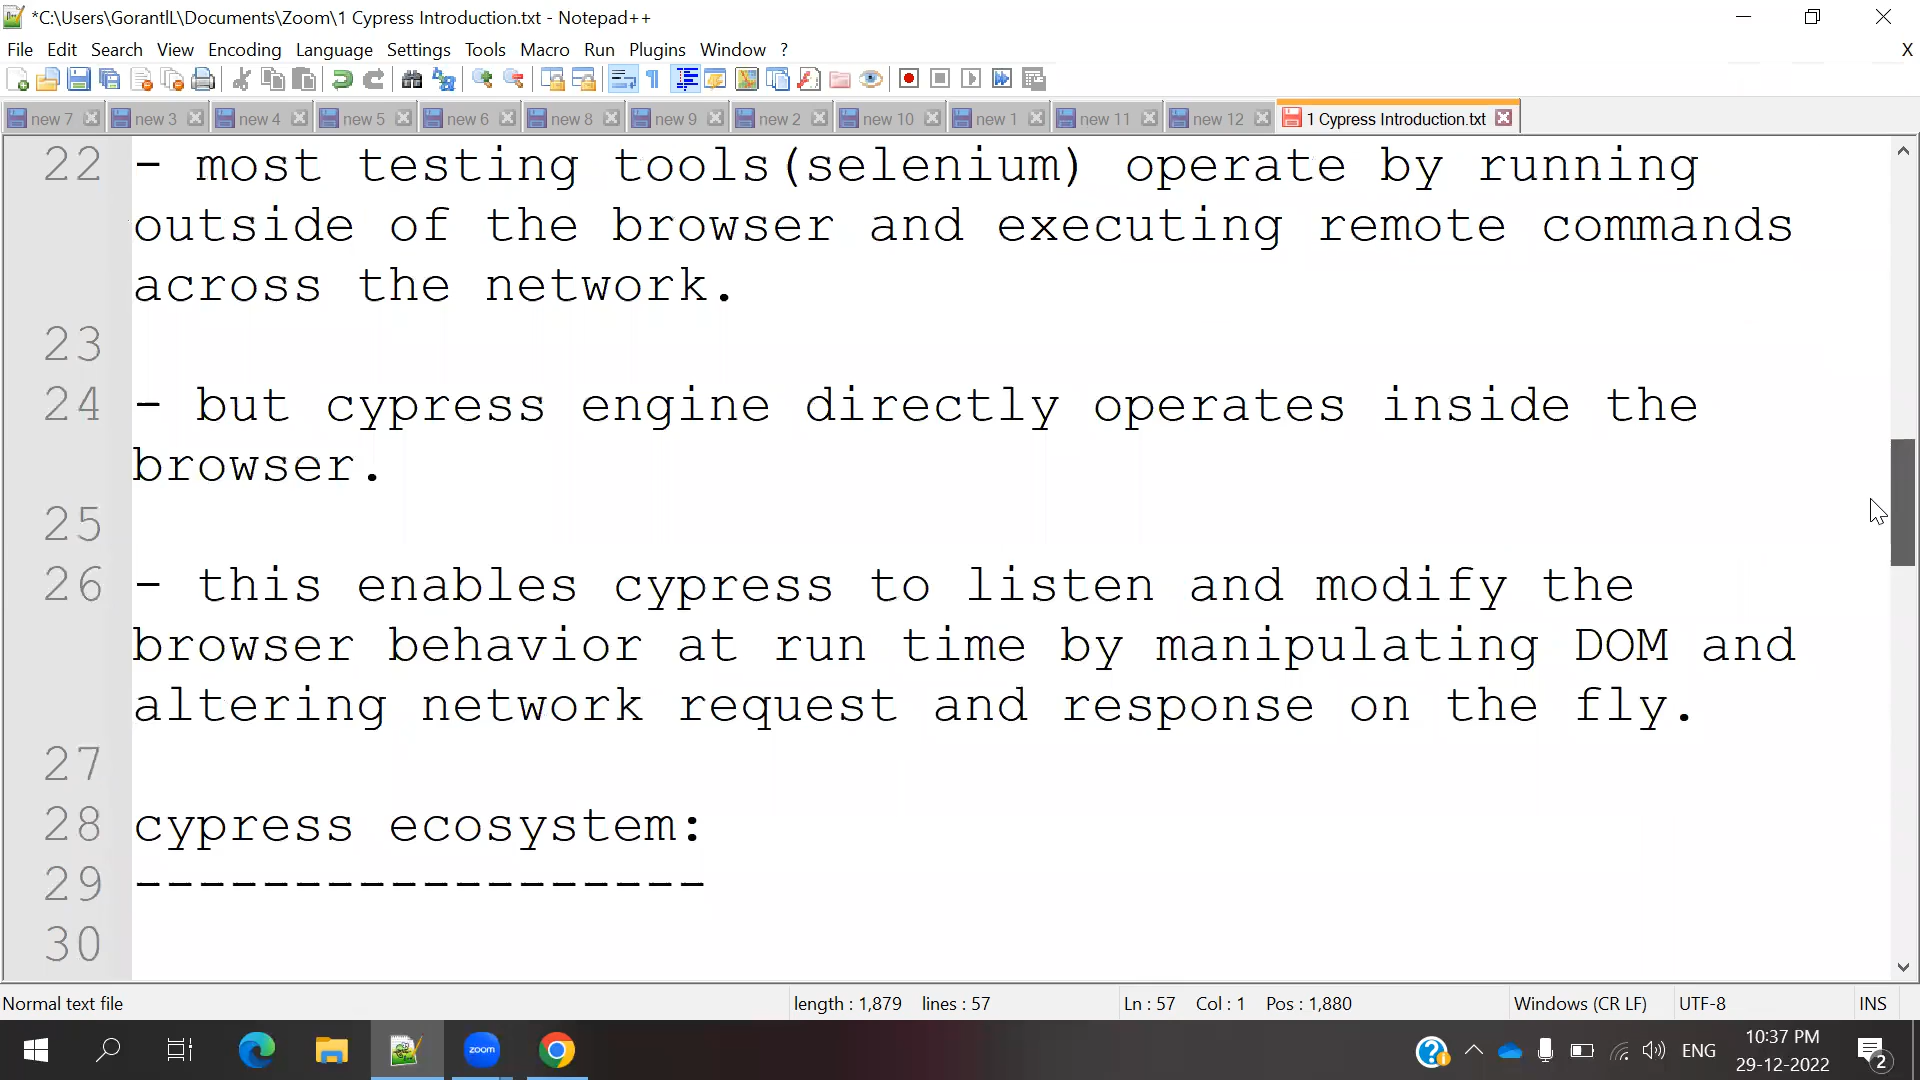 *C:\Users\GorantlL\Documents\Zoom\1 Cypress Introduction.txt - Notepad++
File Edit Search View Encoding Language Settings Tools Macro Run Plugins Window ? X
new 7 new 3 new 4 new 5 new 6 new 8 new 9 new 2 new 10 new 1 new 11 new 12 1 Cypress Introduction.txt
22 - most testing tools(selenium) operate by running
outside of the browser and executing remote commands
across the network.
23
24 - but cypress engine directly operates inside the
browser.
25
26 - this enables cypress to listen and modify the
browser behavior at run time by manipulating DOM and
altering network request and response on the fly.
27
28 cypress ecosystem:
29 ------------------
30
Normal text file length : 1,879 lines : 57 Ln : 57 Col : 1 Pos : 1,880 Windows (CR LF) UTF-8 INS
zoom ENG 10:37 PM
29-12-2022 2